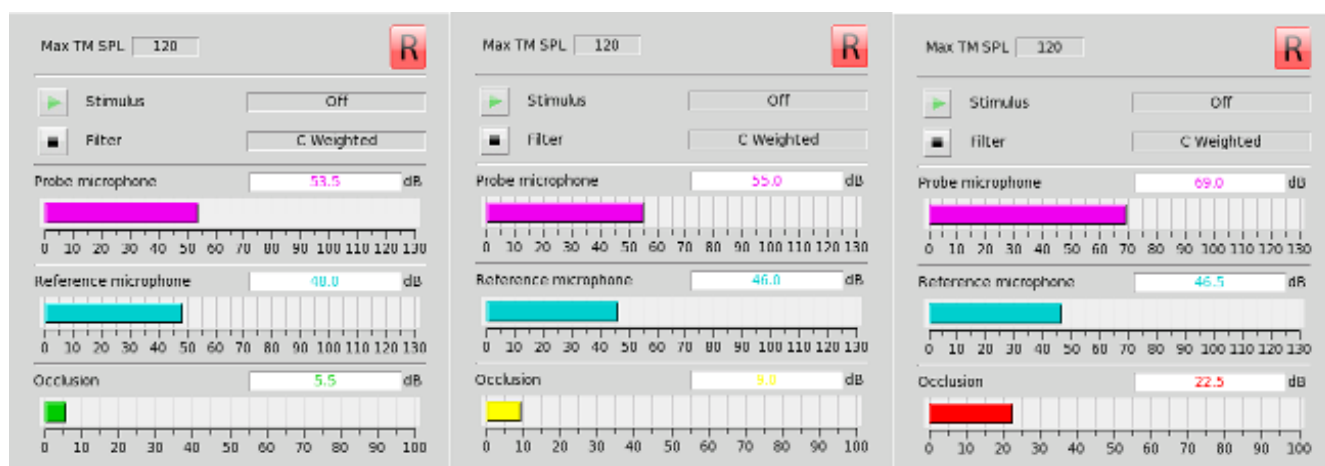 Max TM SPL 120 R
Stimulus Off
Filter C Weighted
Probe microphone 53.5 dB
0 10 20 30 40 50 60 70 80 90 100 110 120 130
Reference microphone 48.0 dB
0 10 20 30 40 50 60 70 80 90 100 110 120 130
Occlusion 5.5 dB
0 10 20 30 40 50 60 70 80 90 100
Max TM SPL 120 R
Stimulus Off
Filter C Weighted
Probe microphone 55.0 dB
0 10 20 30 40 50 60 70 80 90 100 110 120 130
Reference microphone 46.0 dB
0 10 20 30 40 50 60 70 80 90 100 110 120 130
Occlusion 9.0 dB
0 10 20 30 40 50 60 70 80 90 100
Max TM SPL 120 R
Stimulus Off
Filter C Weighted
Probe microphone 69.0 dB
0 10 20 30 40 50 60 70 80 90 100 110 120 130
Reference microphone 46.5 dB
0 10 20 30 40 50 60 70 80 90 100 110 120 130
Occlusion 22.5 dB
0 10 20 30 40 50 60 70 80 90 100